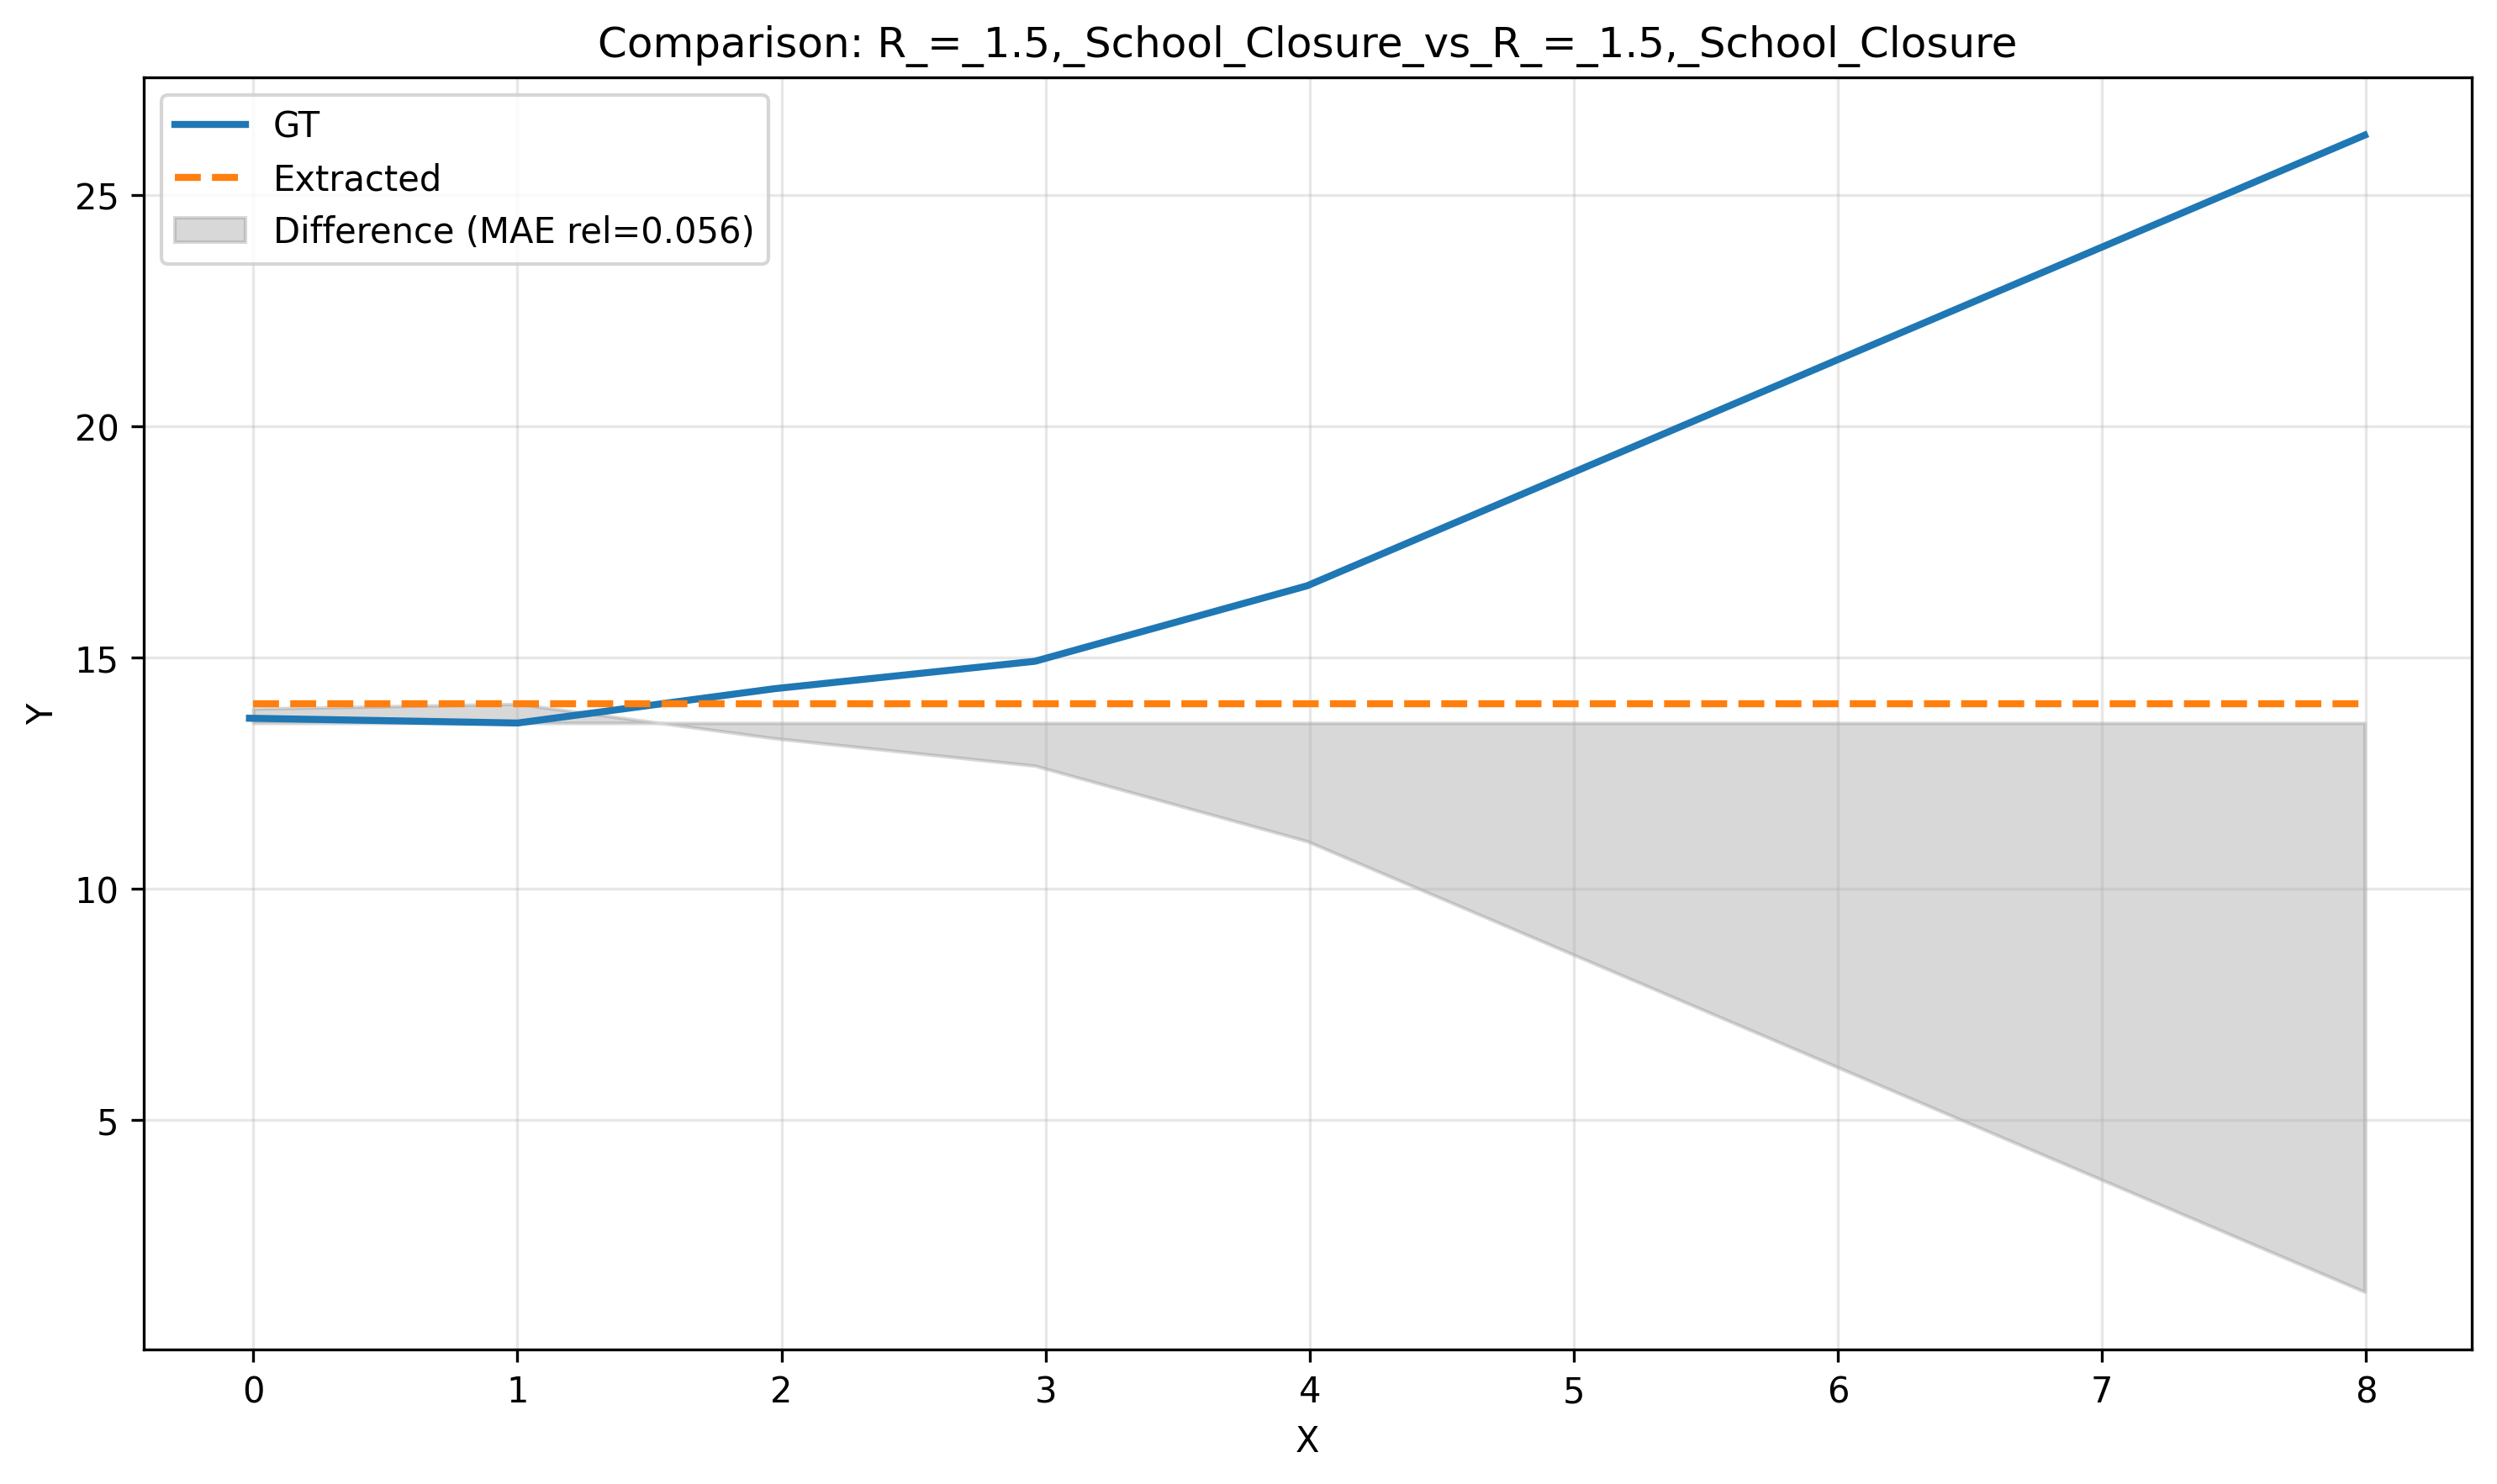 Comparison: R_=_1.5,_School_Closure_vs_R_=_1.5,_School_Closure
GT
Extracted
Difference (MAE rel=0.056)
25
20
15
10
5
Y
0 1 2 3 4 5 6 7 8
X